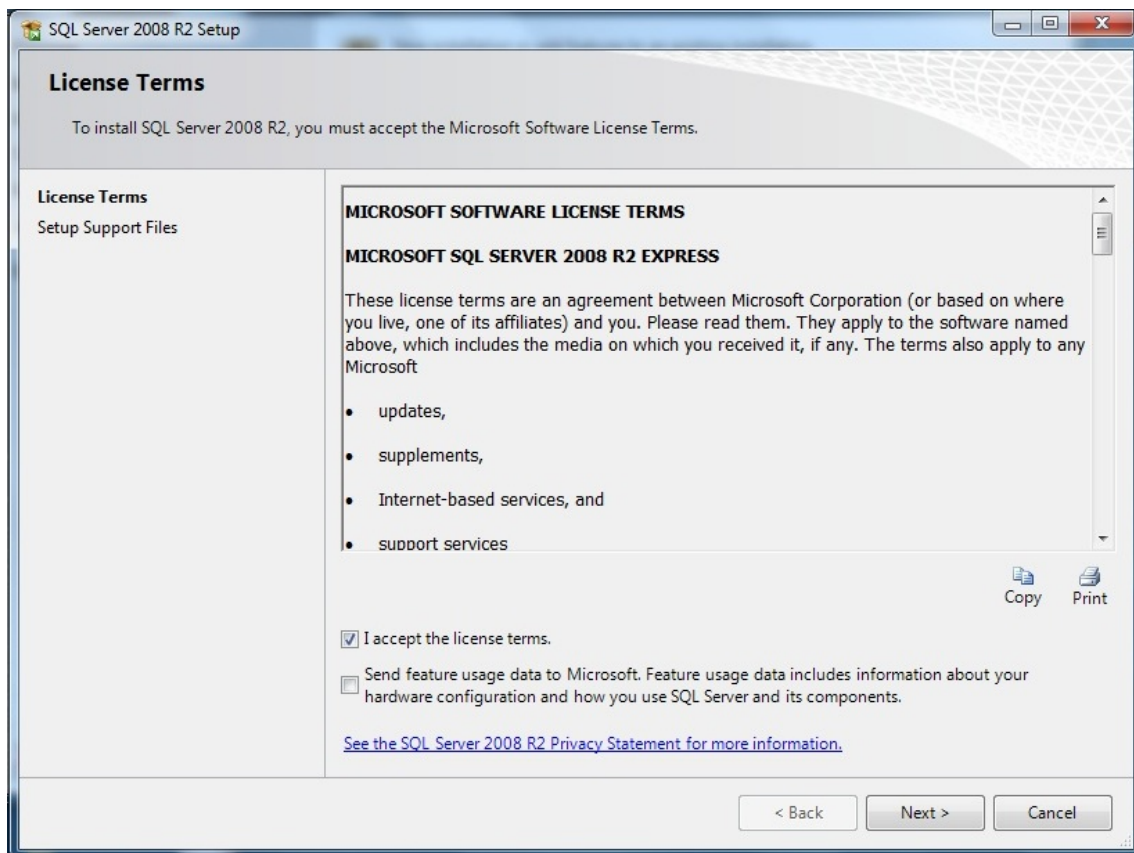 SQL Server 2008 R2 Setup
License Terms
To install SQL Server 2008 R2, you must accept the Microsoft Software License Terms.
License Terms
Setup Support Files
MICROSOFT SOFTWARE LICENSE TERMS
MICROSOFT SQL SERVER 2008 R2 EXPRESS
These license terms are an agreement between Microsoft Corporation (or based on where
you live, one of its affiliates) and you. Please read them. They apply to the software named
above, which includes the media on which you received it, if any. The terms also apply to any
Microsoft
• updates,
• supplements,
• Internet-based services, and
• support services
Copy Print
I accept the license terms.
Send feature usage data to Microsoft. Feature usage data includes information about your
hardware configuration and how you use SQL Server and its components.
See the SQL Server 2008 R2 Privacy Statement for more information.
< Back Next > Cancel